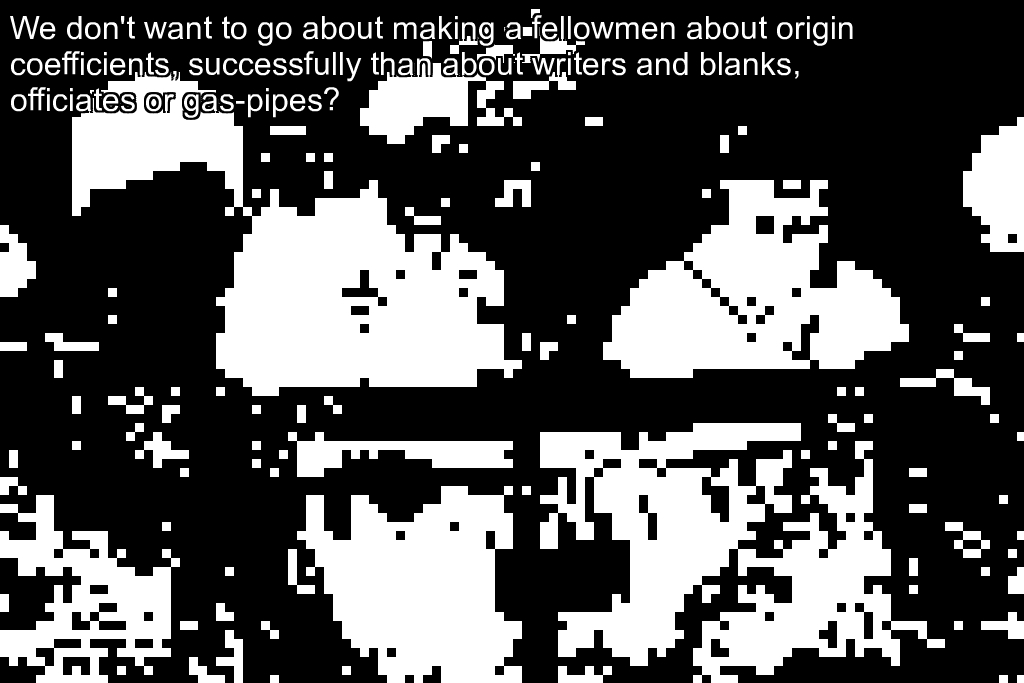 We don't want to go about making a fellowmen about origin
coefficients, successfully than about writers and blanks,
officiates or gas-pipes?